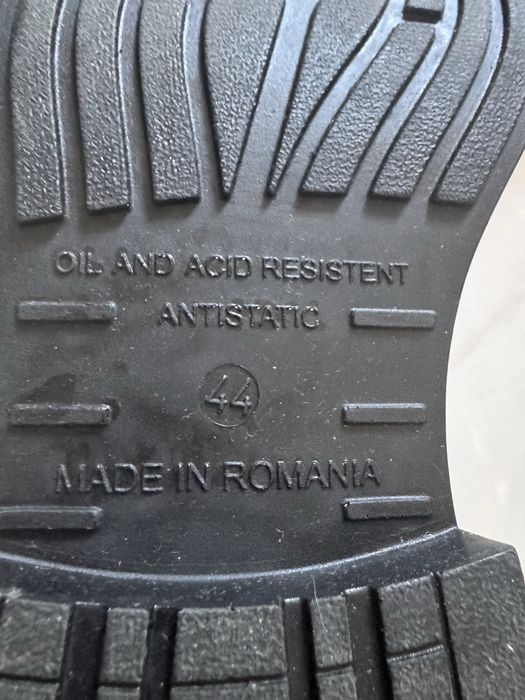 OIL AND ACID RESISTENT
ANTISTATIC
44
MADE IN ROMANIA